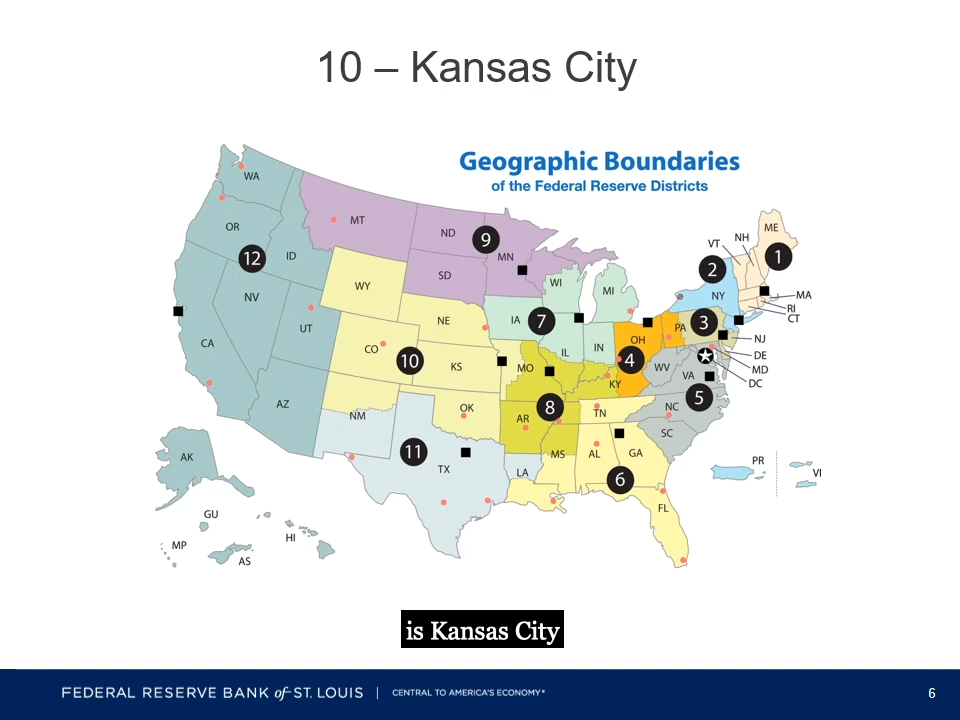 10 – Kansas City
Geographic Boundaries
of the Federal Reserve Districts
WA
MT
ND
9
MN
OR
12
ID
SD
WI
MI
VT
NH
ME
1
2
NY
MA
RI
CT
WY
NV
UT
CA
NE
IA
7
IL
IN
OH
4
PA
3
NJ
DE
MD
DC
CO
10
KS
MO
KY
WV
VA
5
AZ
NM
OK
AR
8
TN
NC
SC
11
TX
LA
MS
AL
GA
6
FL
AK
GU
MP
AS
HI
PR
VI
is Kansas City
FEDERAL RESERVE BANK of ST. LOUIS | CENTRAL TO AMERICA'S ECONOMY®
6